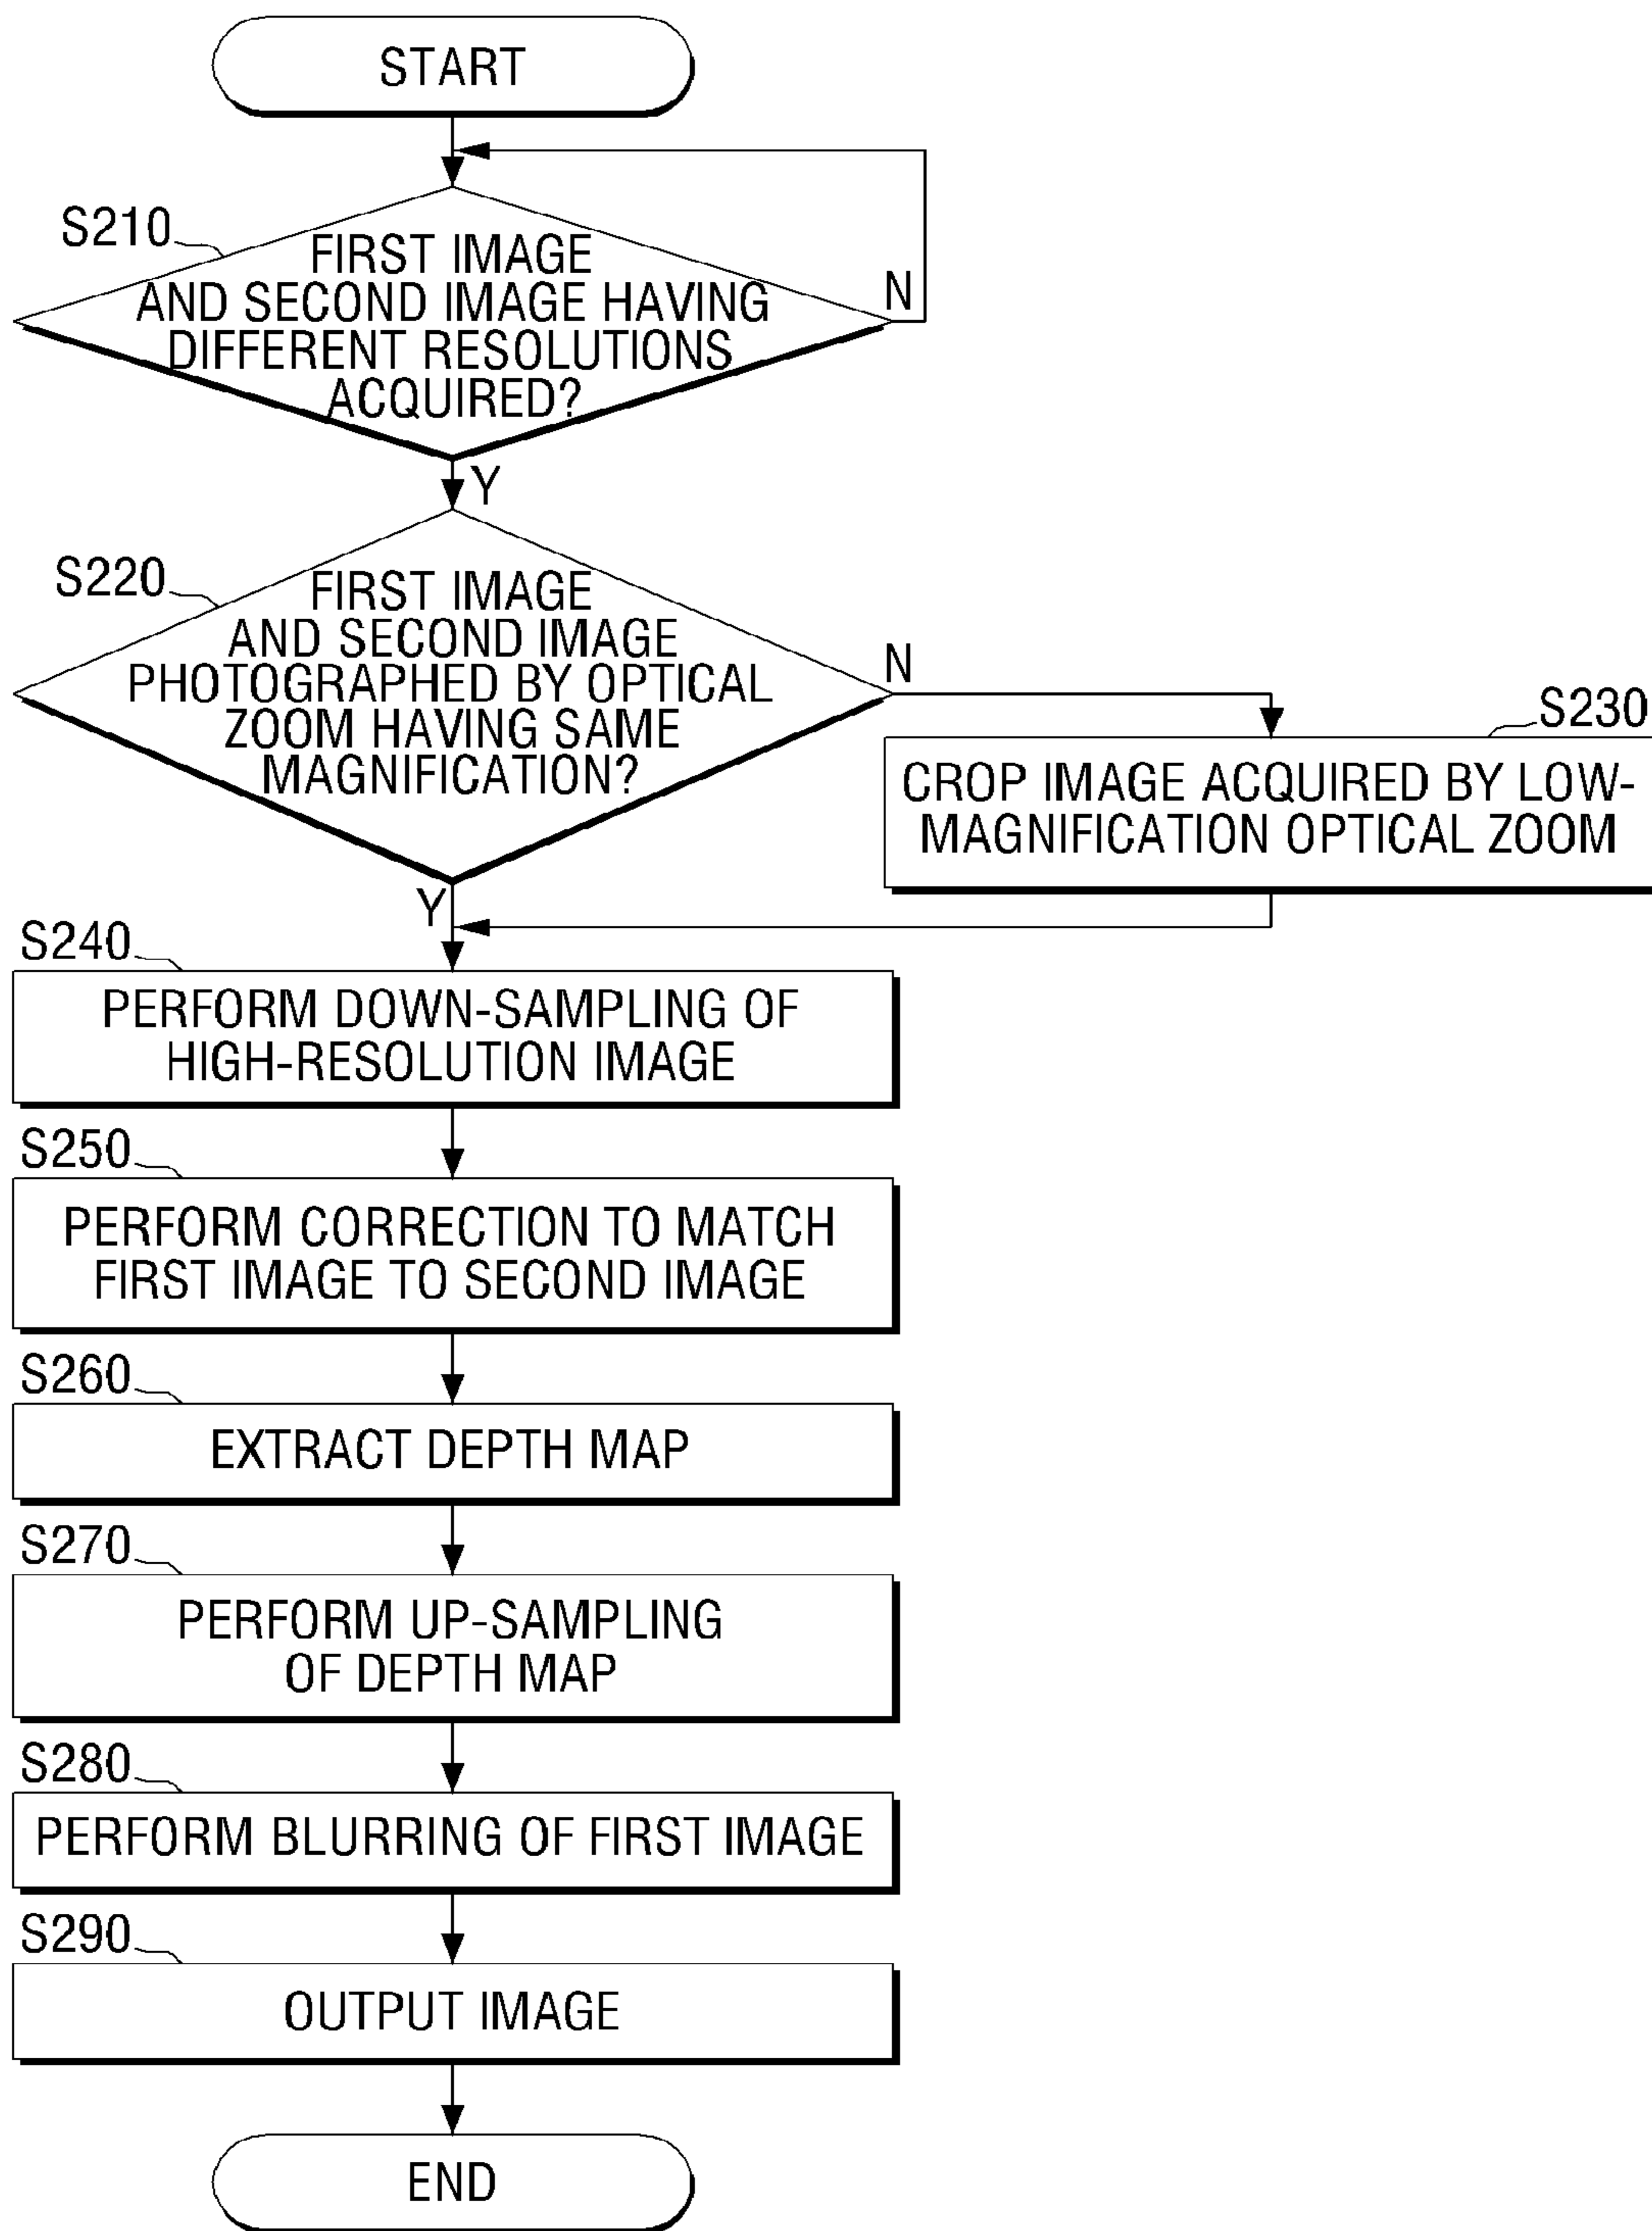 START
S210
FIRST IMAGE
AND SECOND IMAGE HAVING
DIFFERENT RESOLUTIONS
ACQUIRED?
N
Y
S220
FIRST IMAGE
AND SECOND IMAGE
PHOTOGRAPHED BY OPTICAL
ZOOM HAVING SAME
MAGNIFICATION?
N
S230
CROP IMAGE ACQUIRED BY LOW-
MAGNIFICATION OPTICAL ZOOM
Y
S240
PERFORM DOWN-SAMPLING OF
HIGH-RESOLUTION IMAGE
S250
PERFORM CORRECTION TO MATCH
FIRST IMAGE TO SECOND IMAGE
S260
EXTRACT DEPTH MAP
S270
PERFORM UP-SAMPLING
OF DEPTH MAP
S280
PERFORM BLURRING OF FIRST IMAGE
S290
OUTPUT IMAGE
END